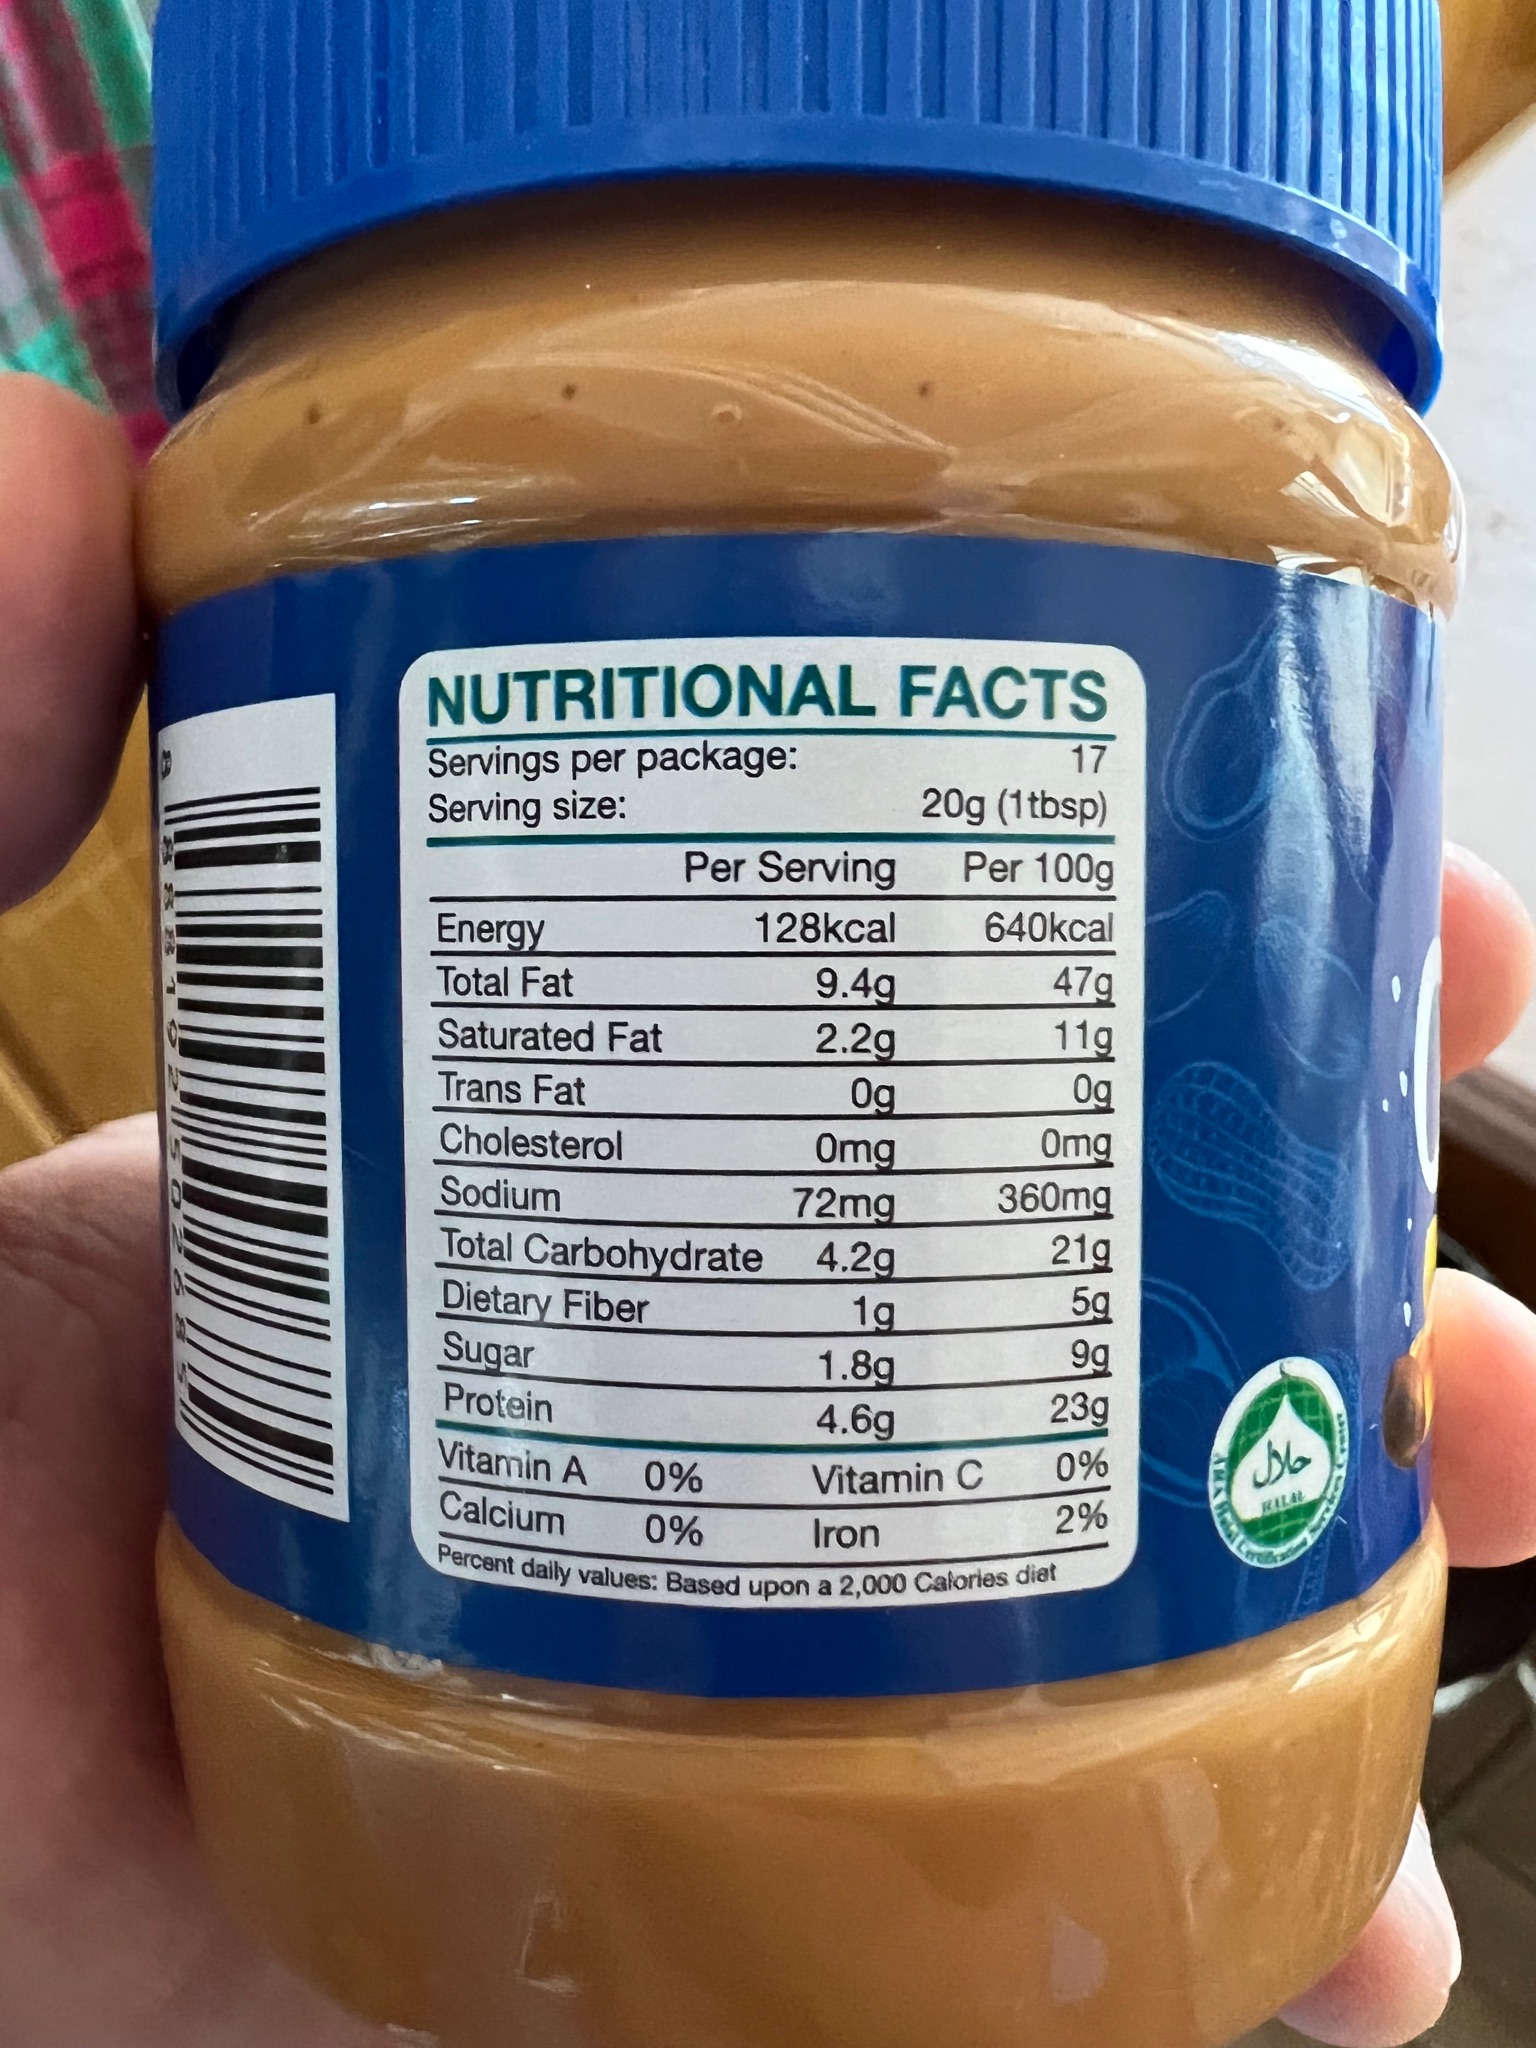 NUTRITIONAL FACTS
Servings per package: 17
Serving size: 20g (1tbsp)
Per Serving Per 100g
Energy 128kcal 640kcal
Total Fat 9.4g 47g
Saturated Fat 2.2g 11g
Trans Fat 0g 0g
Cholesterol 0mg 0mg
Sodium 72mg 360mg
Total Carbohydrate 4.2g 21g
Dietary Fiber 1g 5g
Sugar 1.8g 9g
Protein 4.6g 23g
Vitamin A 0% Vitamin C 0%
Calcium 0% Iron 2%
Percent daily values: Based upon a 2,000 Calories diet
حلال
HALAL